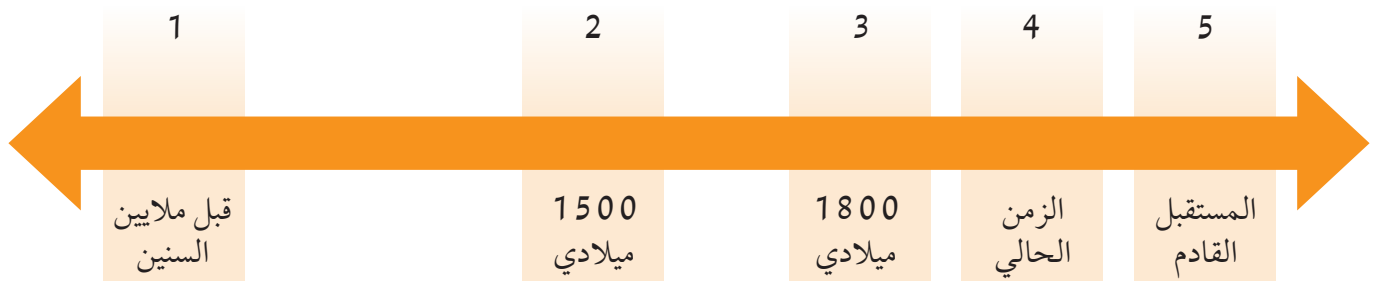 1
2
3
4
5
قبل ملايين
السنين
1500
ميلادي
1800
ميلادي
الزمن
الحالي
المستقبل
القادم